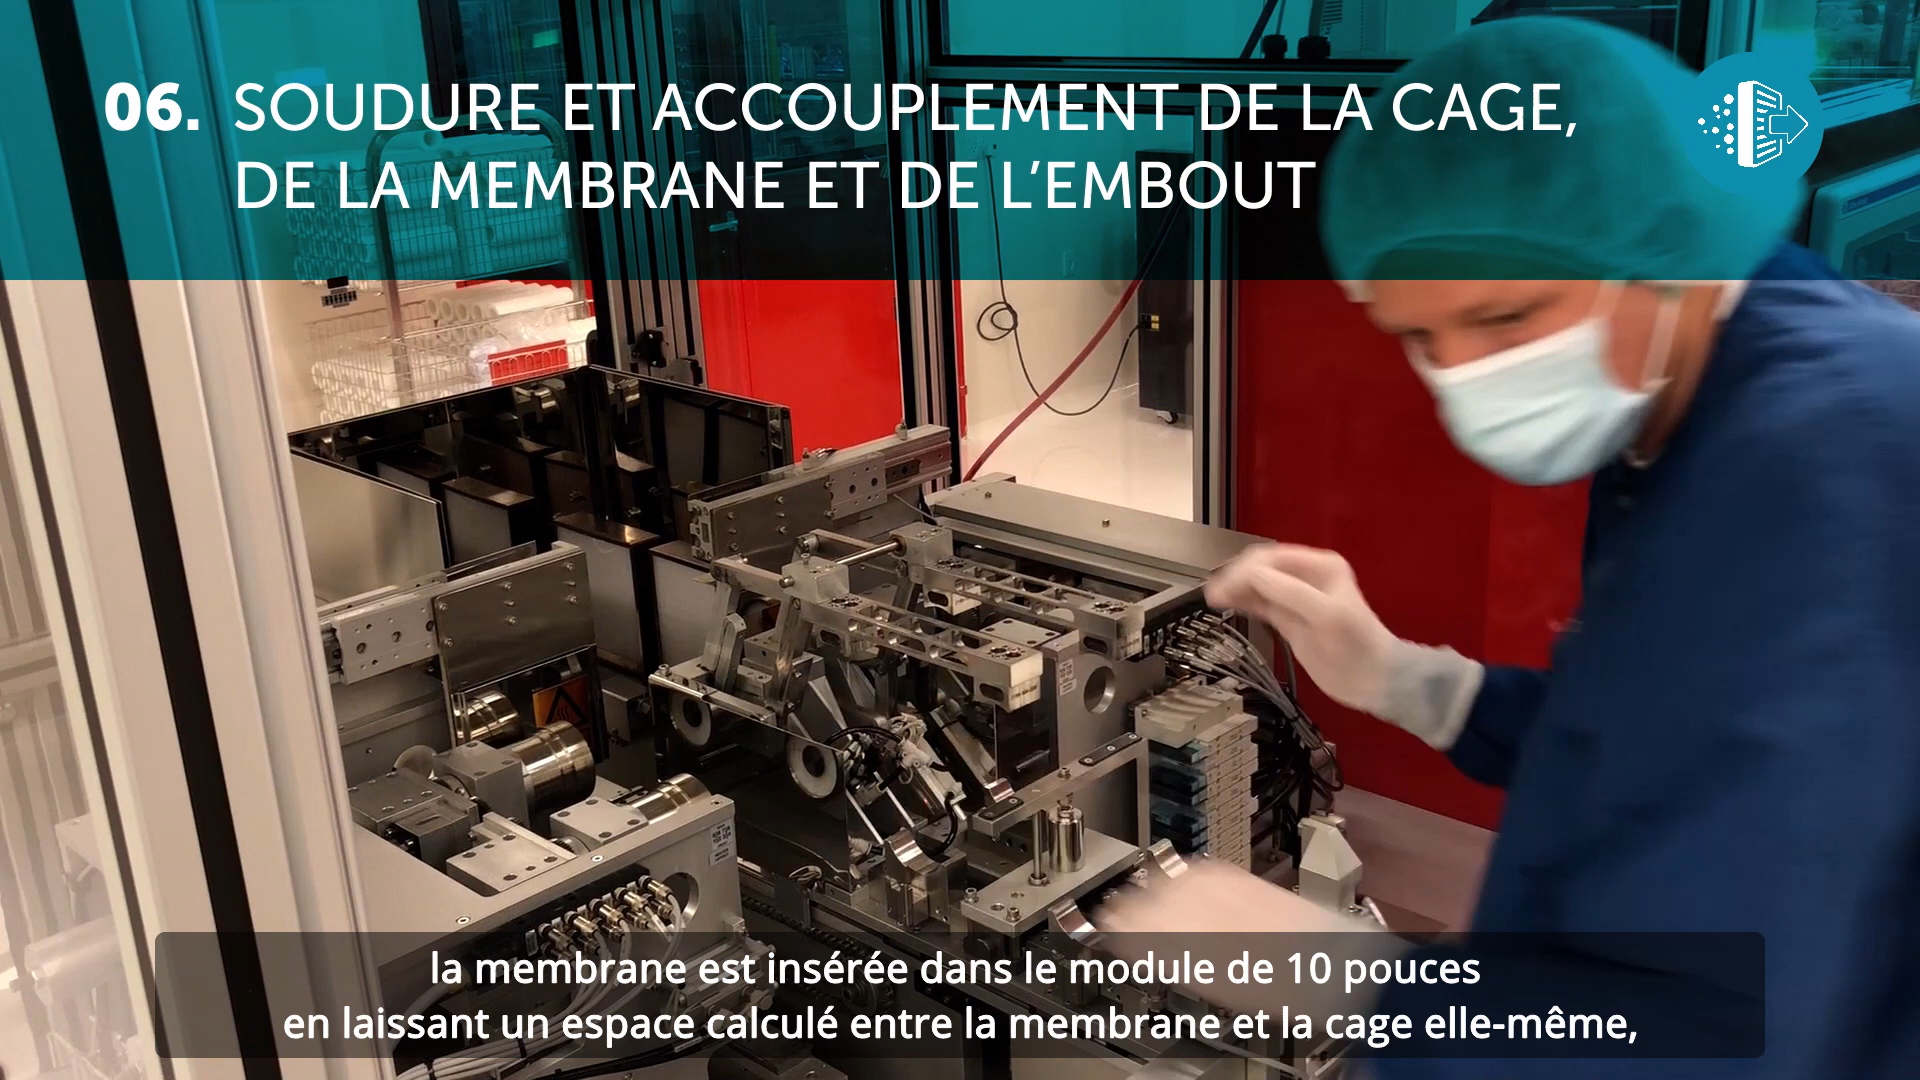 06. SOUDURE ET ACCOUPLEMENT DE LA CAGE,
DE LA MEMBRANE ET DE L’EMBOUT
la membrane est insérée dans le module de 10 pouces
en laissant un espace calculé entre la membrane et la cage elle-même,